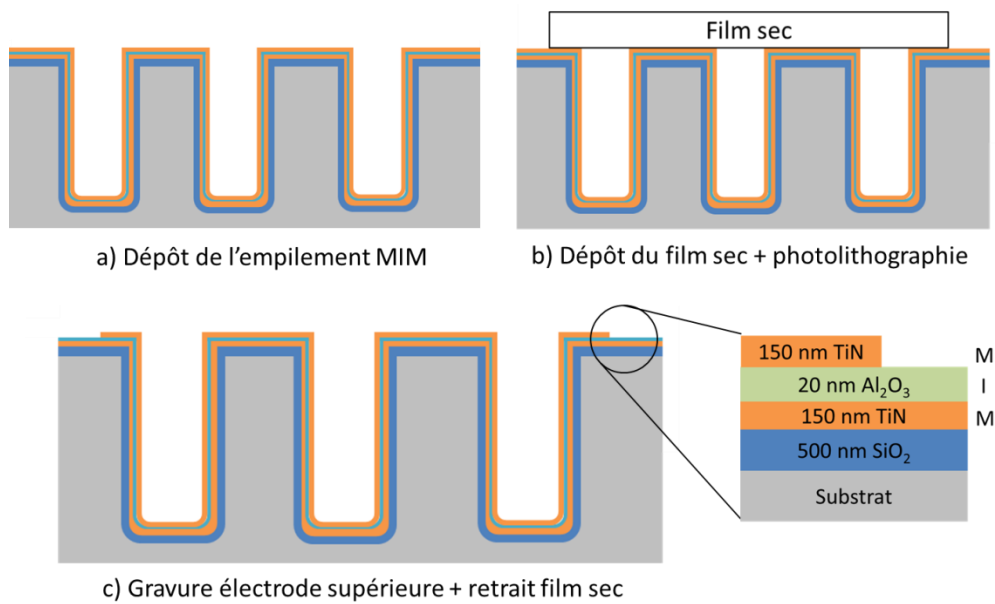 Film sec
a) Dépôt de l'empilement MIM
b) Dépôt du film sec + photolithographie
150 nm TiN M
20 nm Al₂O₃ I
150 nm TiN M
500 nm SiO₂
Substrat
c) Gravure électrode supérieure + retrait film sec